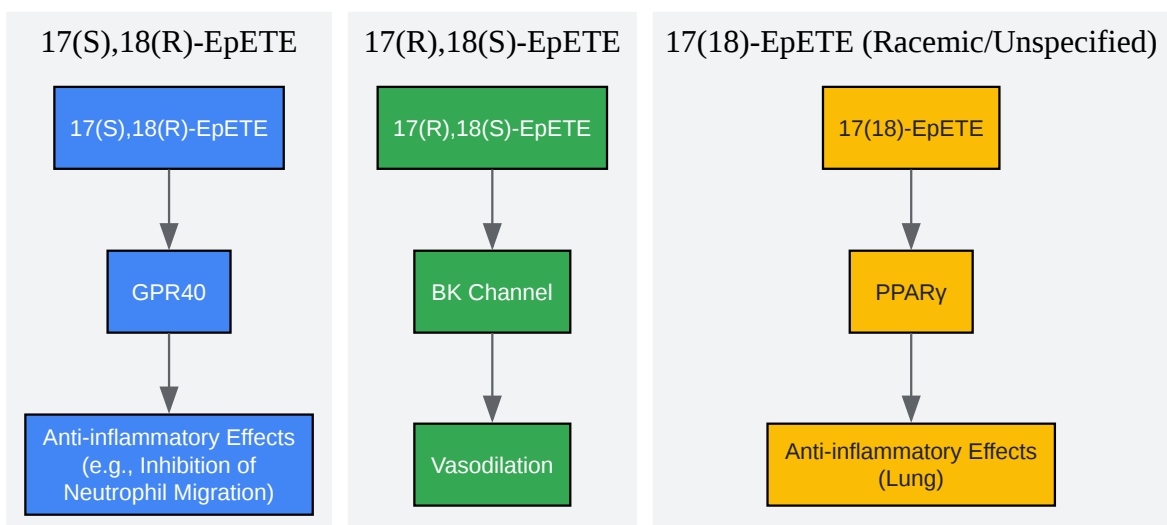 17(S),18(R)-EpETE
17(S),18(R)-EpETE
GPR40
Anti-inflammatory Effects
(e.g., Inhibition of
Neutrophil Migration)
17(R),18(S)-EpETE
17(R),18(S)-EpETE
BK Channel
Vasodilation
17(18)-EpETE (Racemic/Unspecified)
17(18)-EpETE
PPARγ
Anti-inflammatory Effects
(Lung)